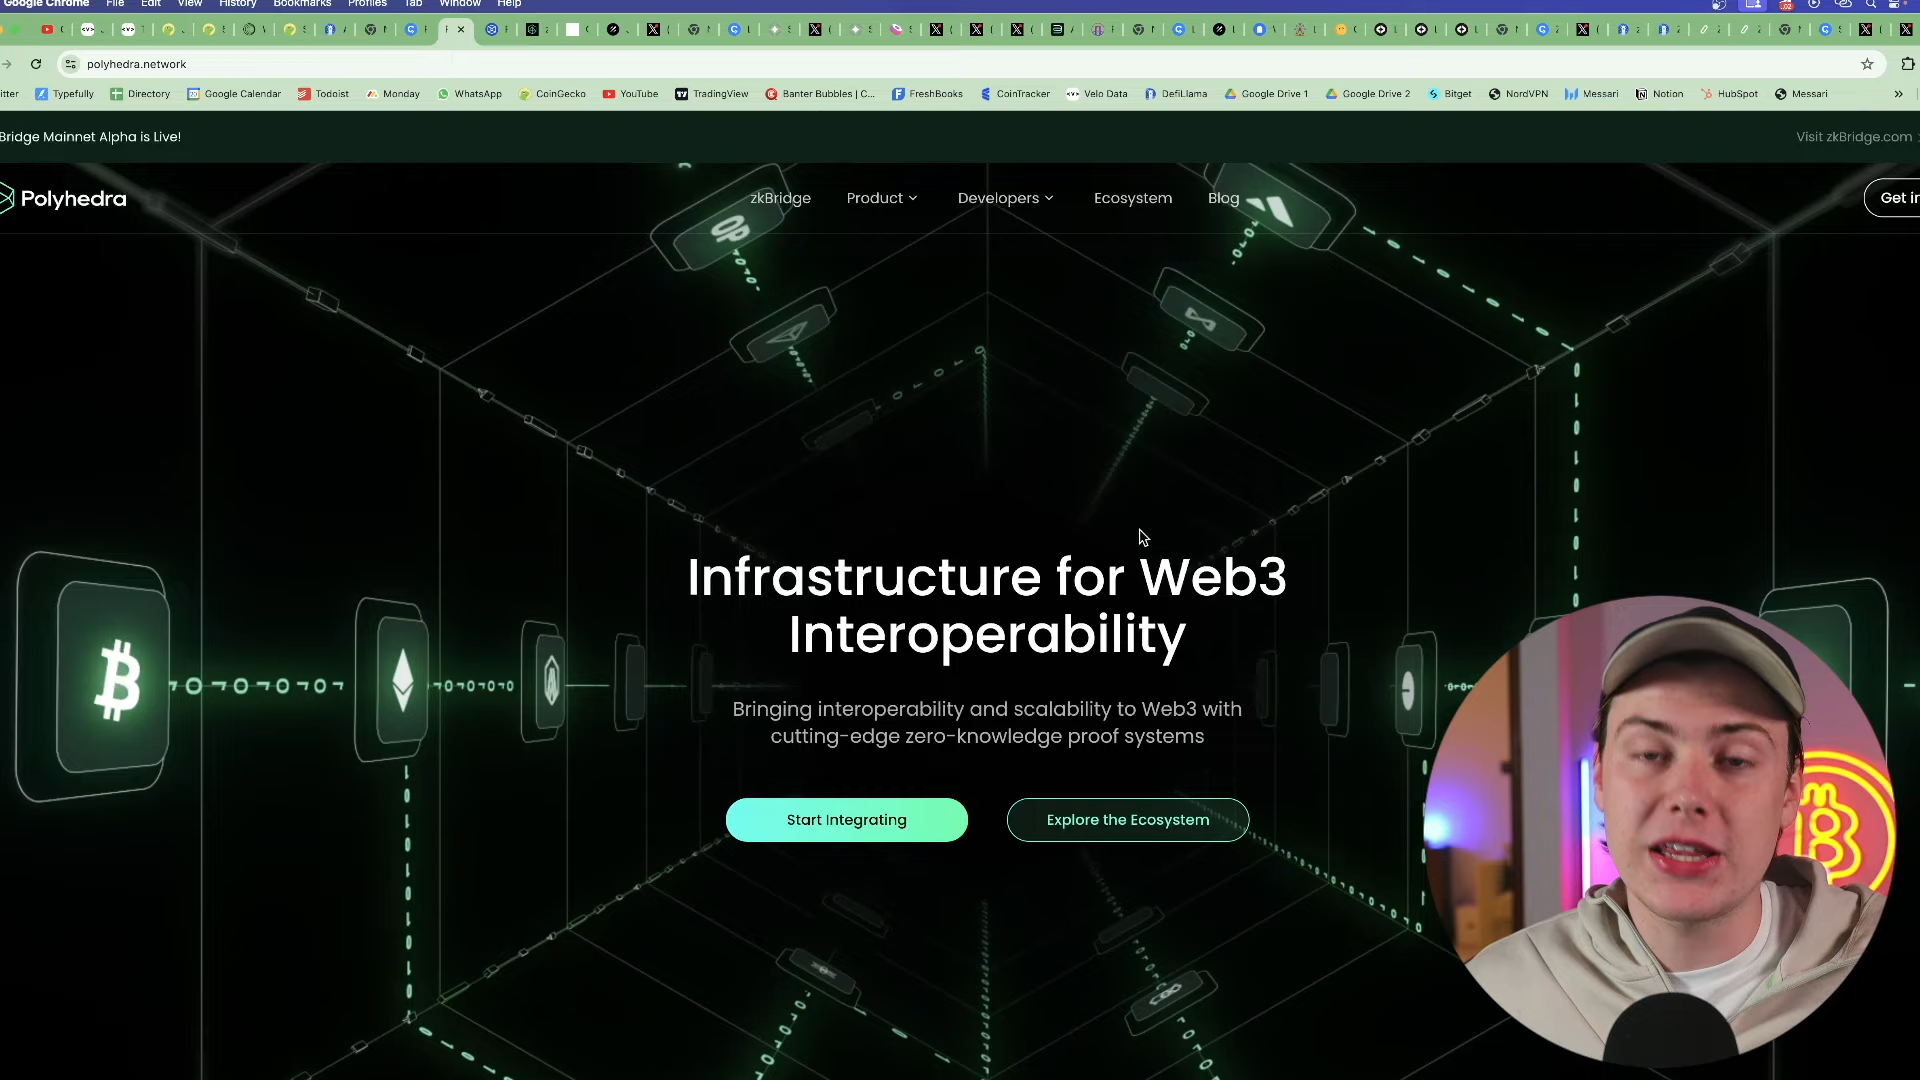 Google Chrome File Edit View History Bookmarks Profiles Tab Window Help
polyhedra.network
itter Typefully Directory Google Calendar Todoist Monday WhatsApp CoinGecko YouTube TradingView Banter Bubbles | C... FreshBooks CoinTracker Velo Data DefiLlama Google Drive 1 Google Drive 2 Bitget NordVPN Messari Notion HubSpot Messari »
Bridge Mainnet Alpha is Live! Visit zkBridge.com
Polyhedra zkBridge Product Developers Ecosystem Blog Get in
Infrastructure for Web3
Interoperability
Bringing interoperability and scalability to Web3 with
cutting-edge zero-knowledge proof systems
Start Integrating Explore the Ecosystem